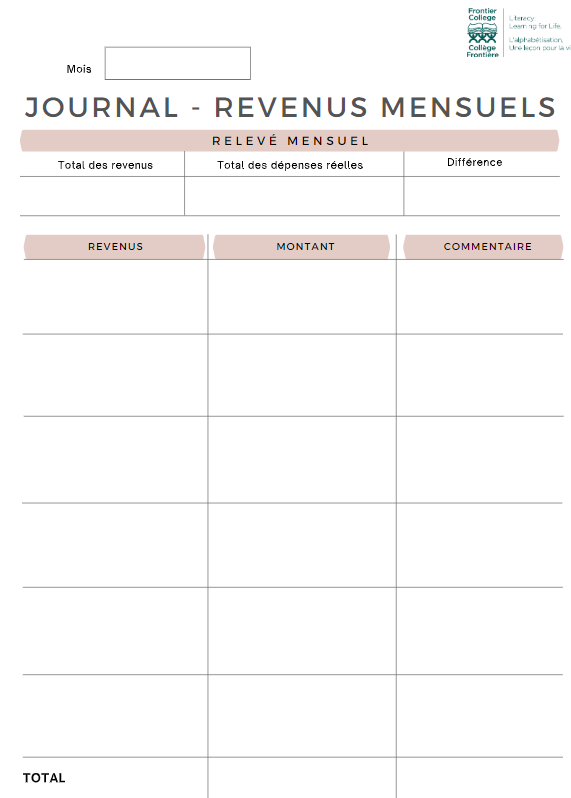 Frontier
College
Collège
Frontière
Literacy.
Learning for Life.
L'alphabétisation.
Une leçon pour la vi
Mois
JOURNAL - REVENUS MENSUELS
RELEVÉ MENSUEL
Total des revenus Total des dépenses réelles Différence
REVENUS MONTANT COMMENTAIRE
TOTAL